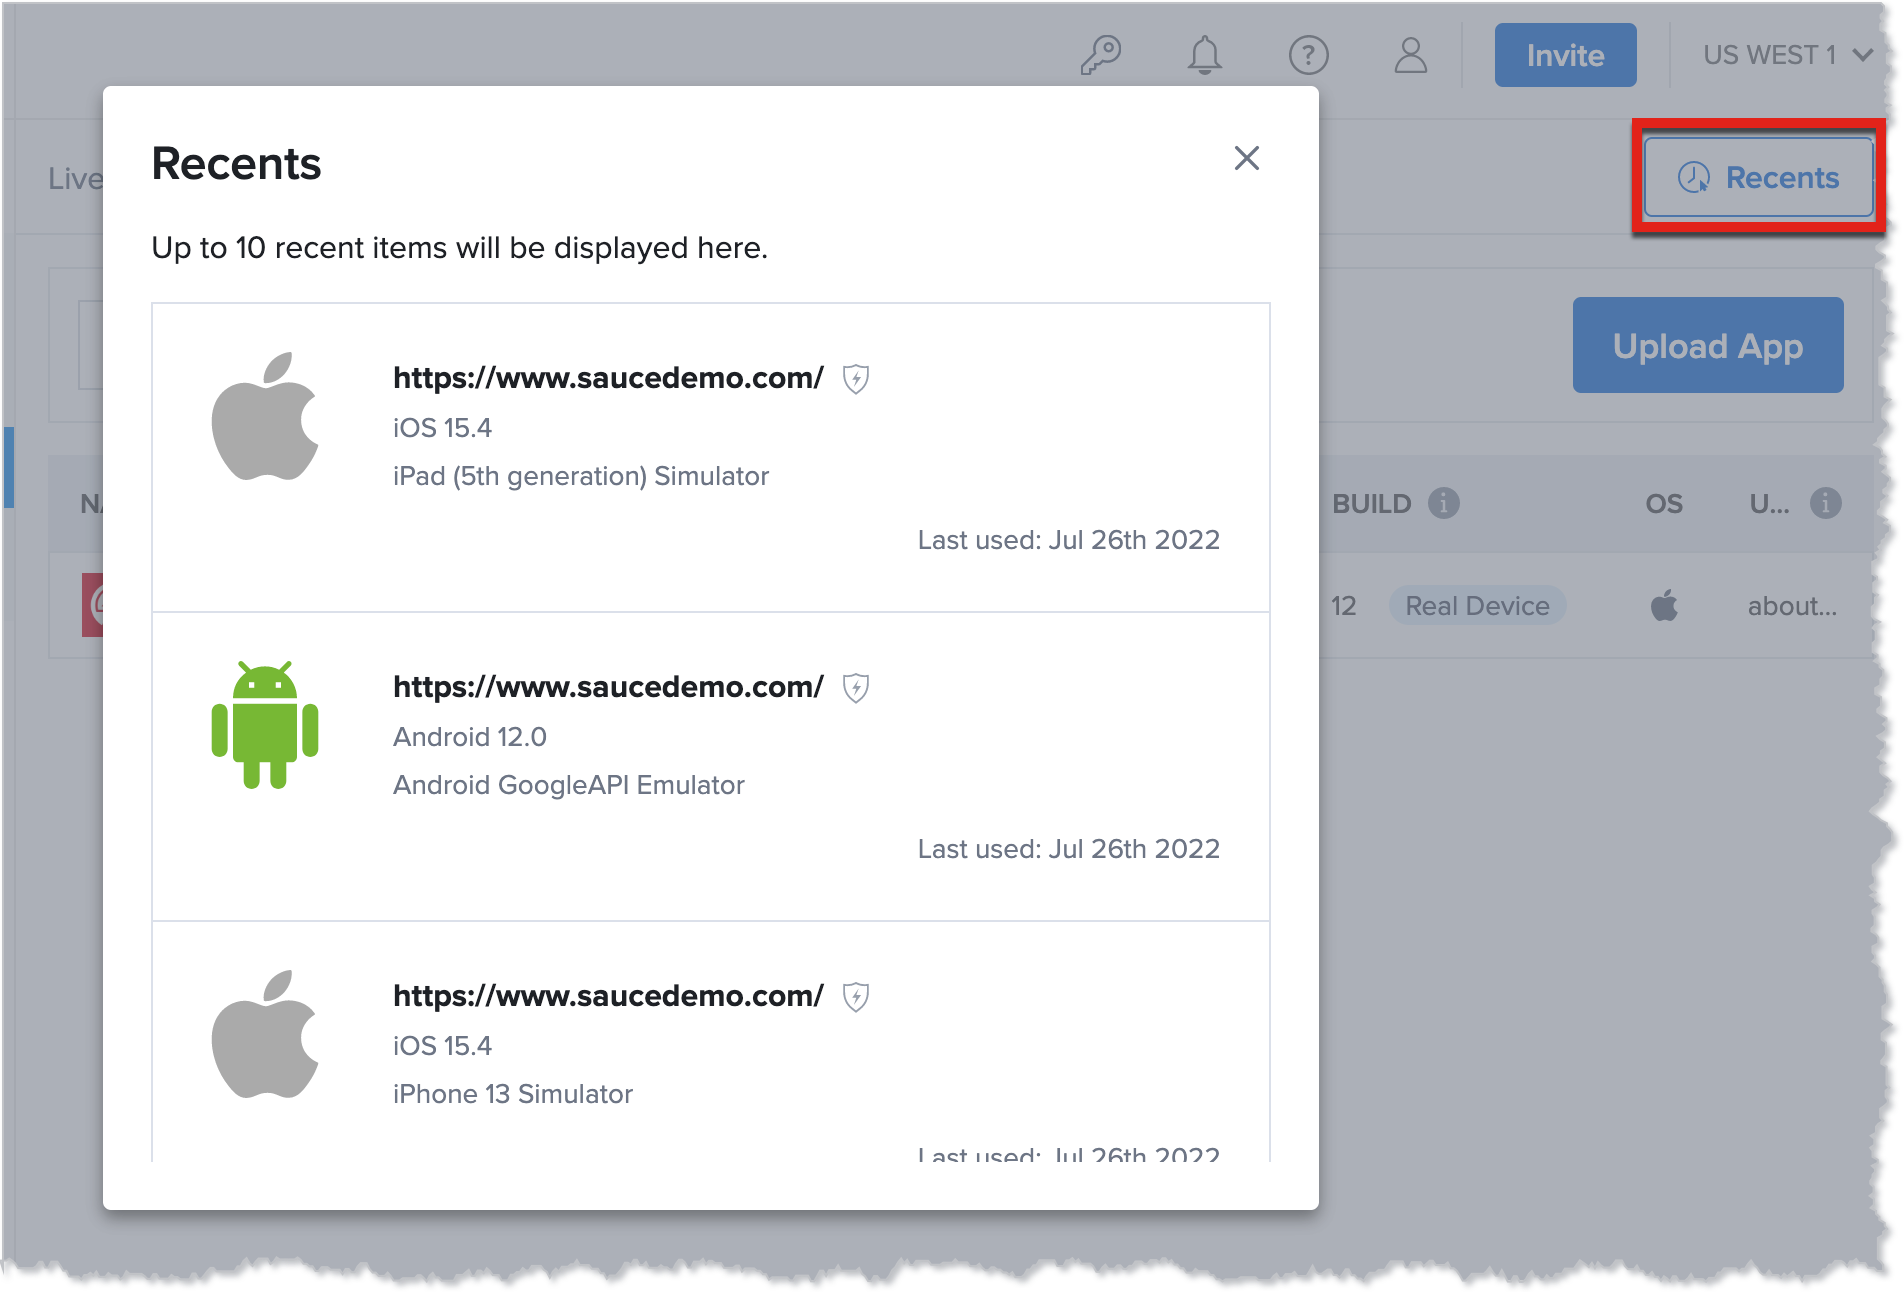 Invite
US WEST 1
Live
Recents
Recents
Up to 10 recent items will be displayed here.
Upload App
https://www.saucedemo.com/
iOS 15.4
iPad (5th generation) Simulator
Last used: Jul 26th 2022
BUILD OS U...
12 Real Device about...
https://www.saucedemo.com/
Android 12.0
Android GoogleAPI Emulator
Last used: Jul 26th 2022
https://www.saucedemo.com/
iOS 15.4
iPhone 13 Simulator
Last used: Jul 26th 2022